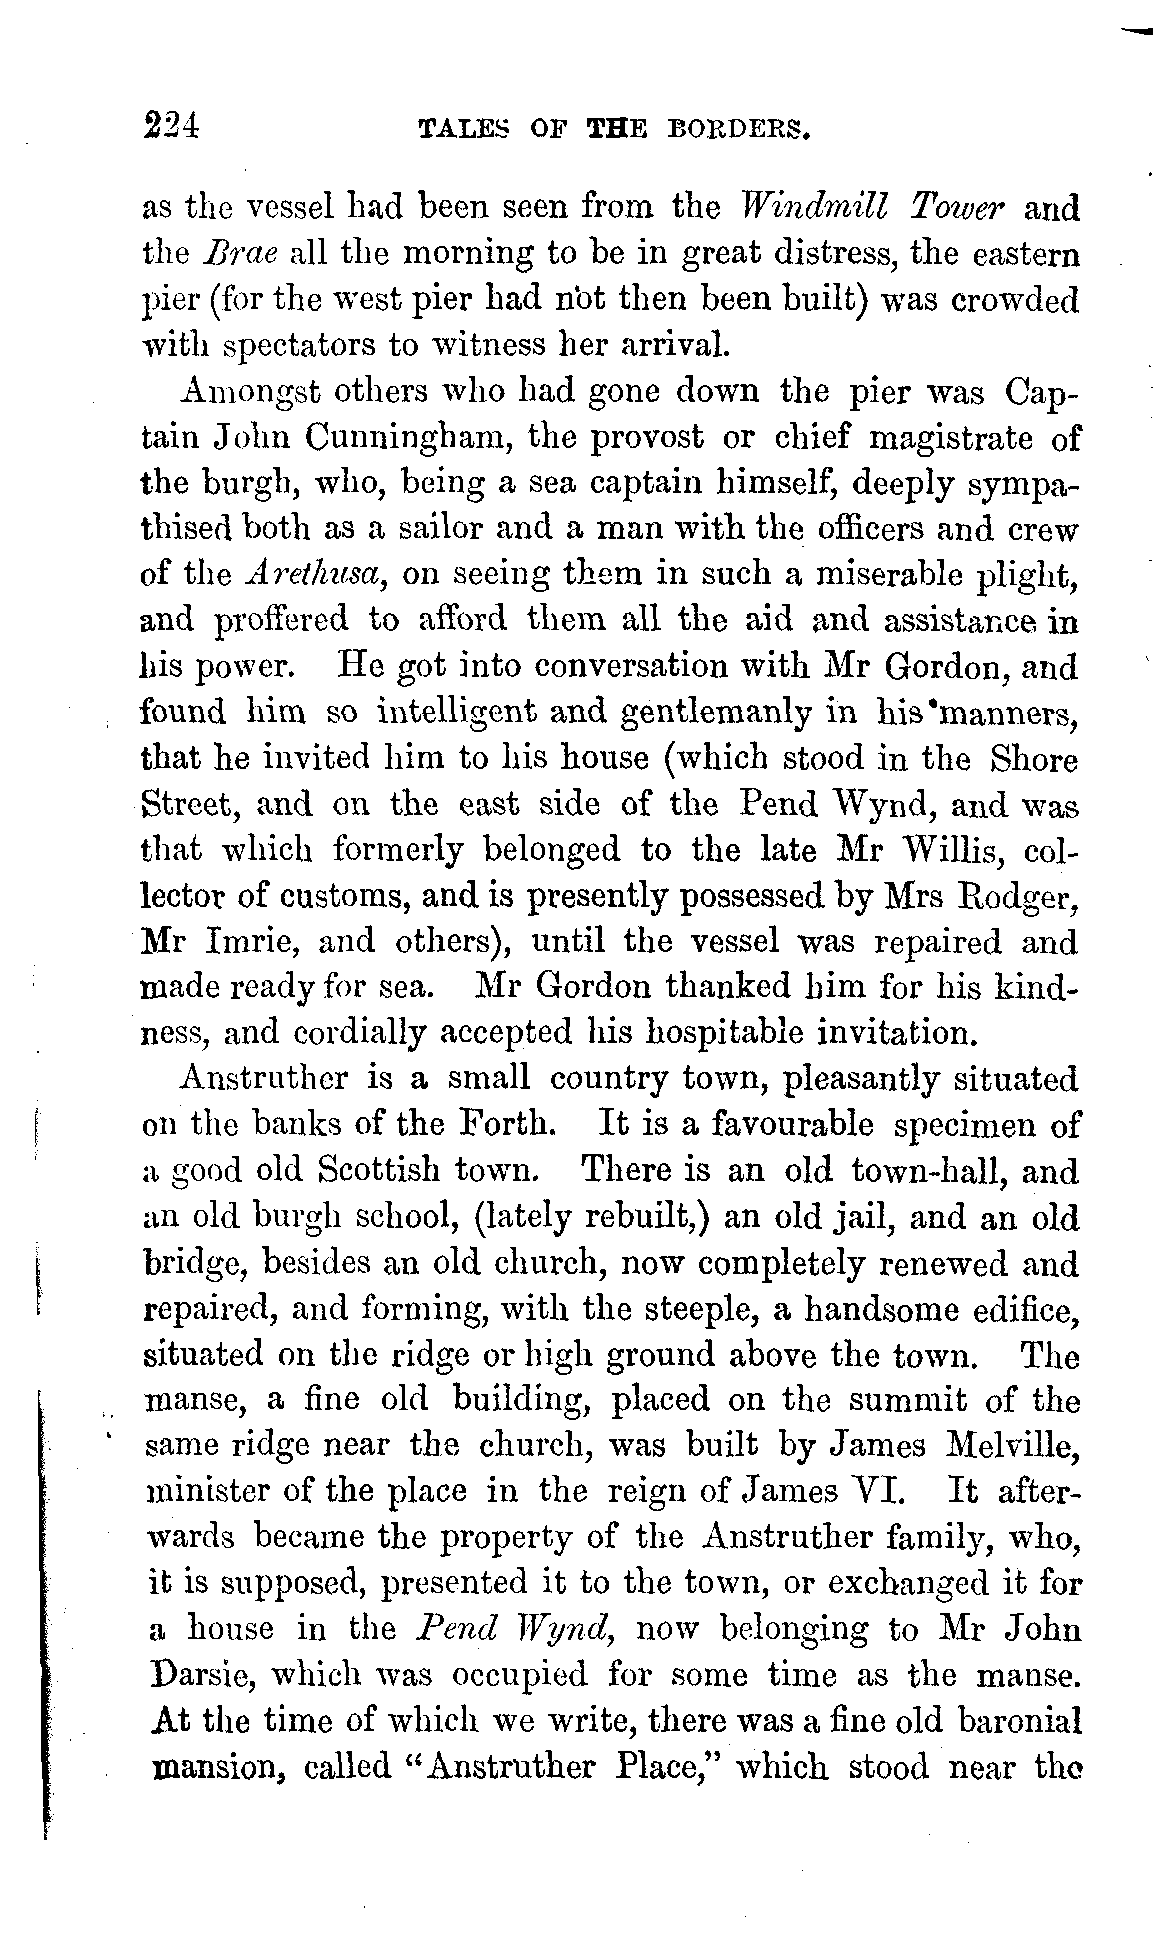 224 TALES OF THE BORDERS.
as the vessel had been seen from the Windmill Tower and
the Brae all the morning to be in great distress, the eastern
pier (for the west pier had not then been built) was crowded
with spectators to witness her arrival.
Amongst others who had gone down the pier was Cap-
tain John Cunningham, the provost or chief magistrate of
the burgh, who, being a sea captain himself, deeply sympa-
thised both as a sailor and a man with the officers and crew
of the Arethusa, on seeing them in such a miserable plight,
and proffered to afford them all the aid and assistance in
his power. He got into conversation with Mr Gordon, and
found him so intelligent and gentlemanly in his manners,
that he invited him to his house (which stood in the Shore
Street, and on the east side of the Pend Wynd, and was
that which formerly belonged to the late Mr Willis, col-
lector of customs, and is presently possessed by Mrs Rodger,
Mr Imrie, and others), until the vessel was repaired and
made ready for sea. Mr Gordon thanked him for his kind-
ness, and cordially accepted his hospitable invitation.
Anstruther is a small country town, pleasantly situated
on the banks of the Forth. It is a favourable specimen of
a good old Scottish town. There is an old town-hall, and
an old burgh school, (lately rebuilt,) an old jail, and an old
bridge, besides an old church, now completely renewed and
repaired, and forming, with the steeple, a handsome edifice,
situated on the ridge or high ground above the town. The
manse, a fine old building, placed on the summit of the
same ridge near the church, was built by James Melville,
minister of the place in the reign of James VI. It after-
wards became the property of the Anstruther family, who,
it is supposed, presented it to the town, or exchanged it for
a house in the Pend Wynd, now belonging to Mr John
Darsie, which was occupied for some time as the manse.
At the time of which we write, there was a fine old baronial
mansion, called “Anstruther Place,” which stood near the